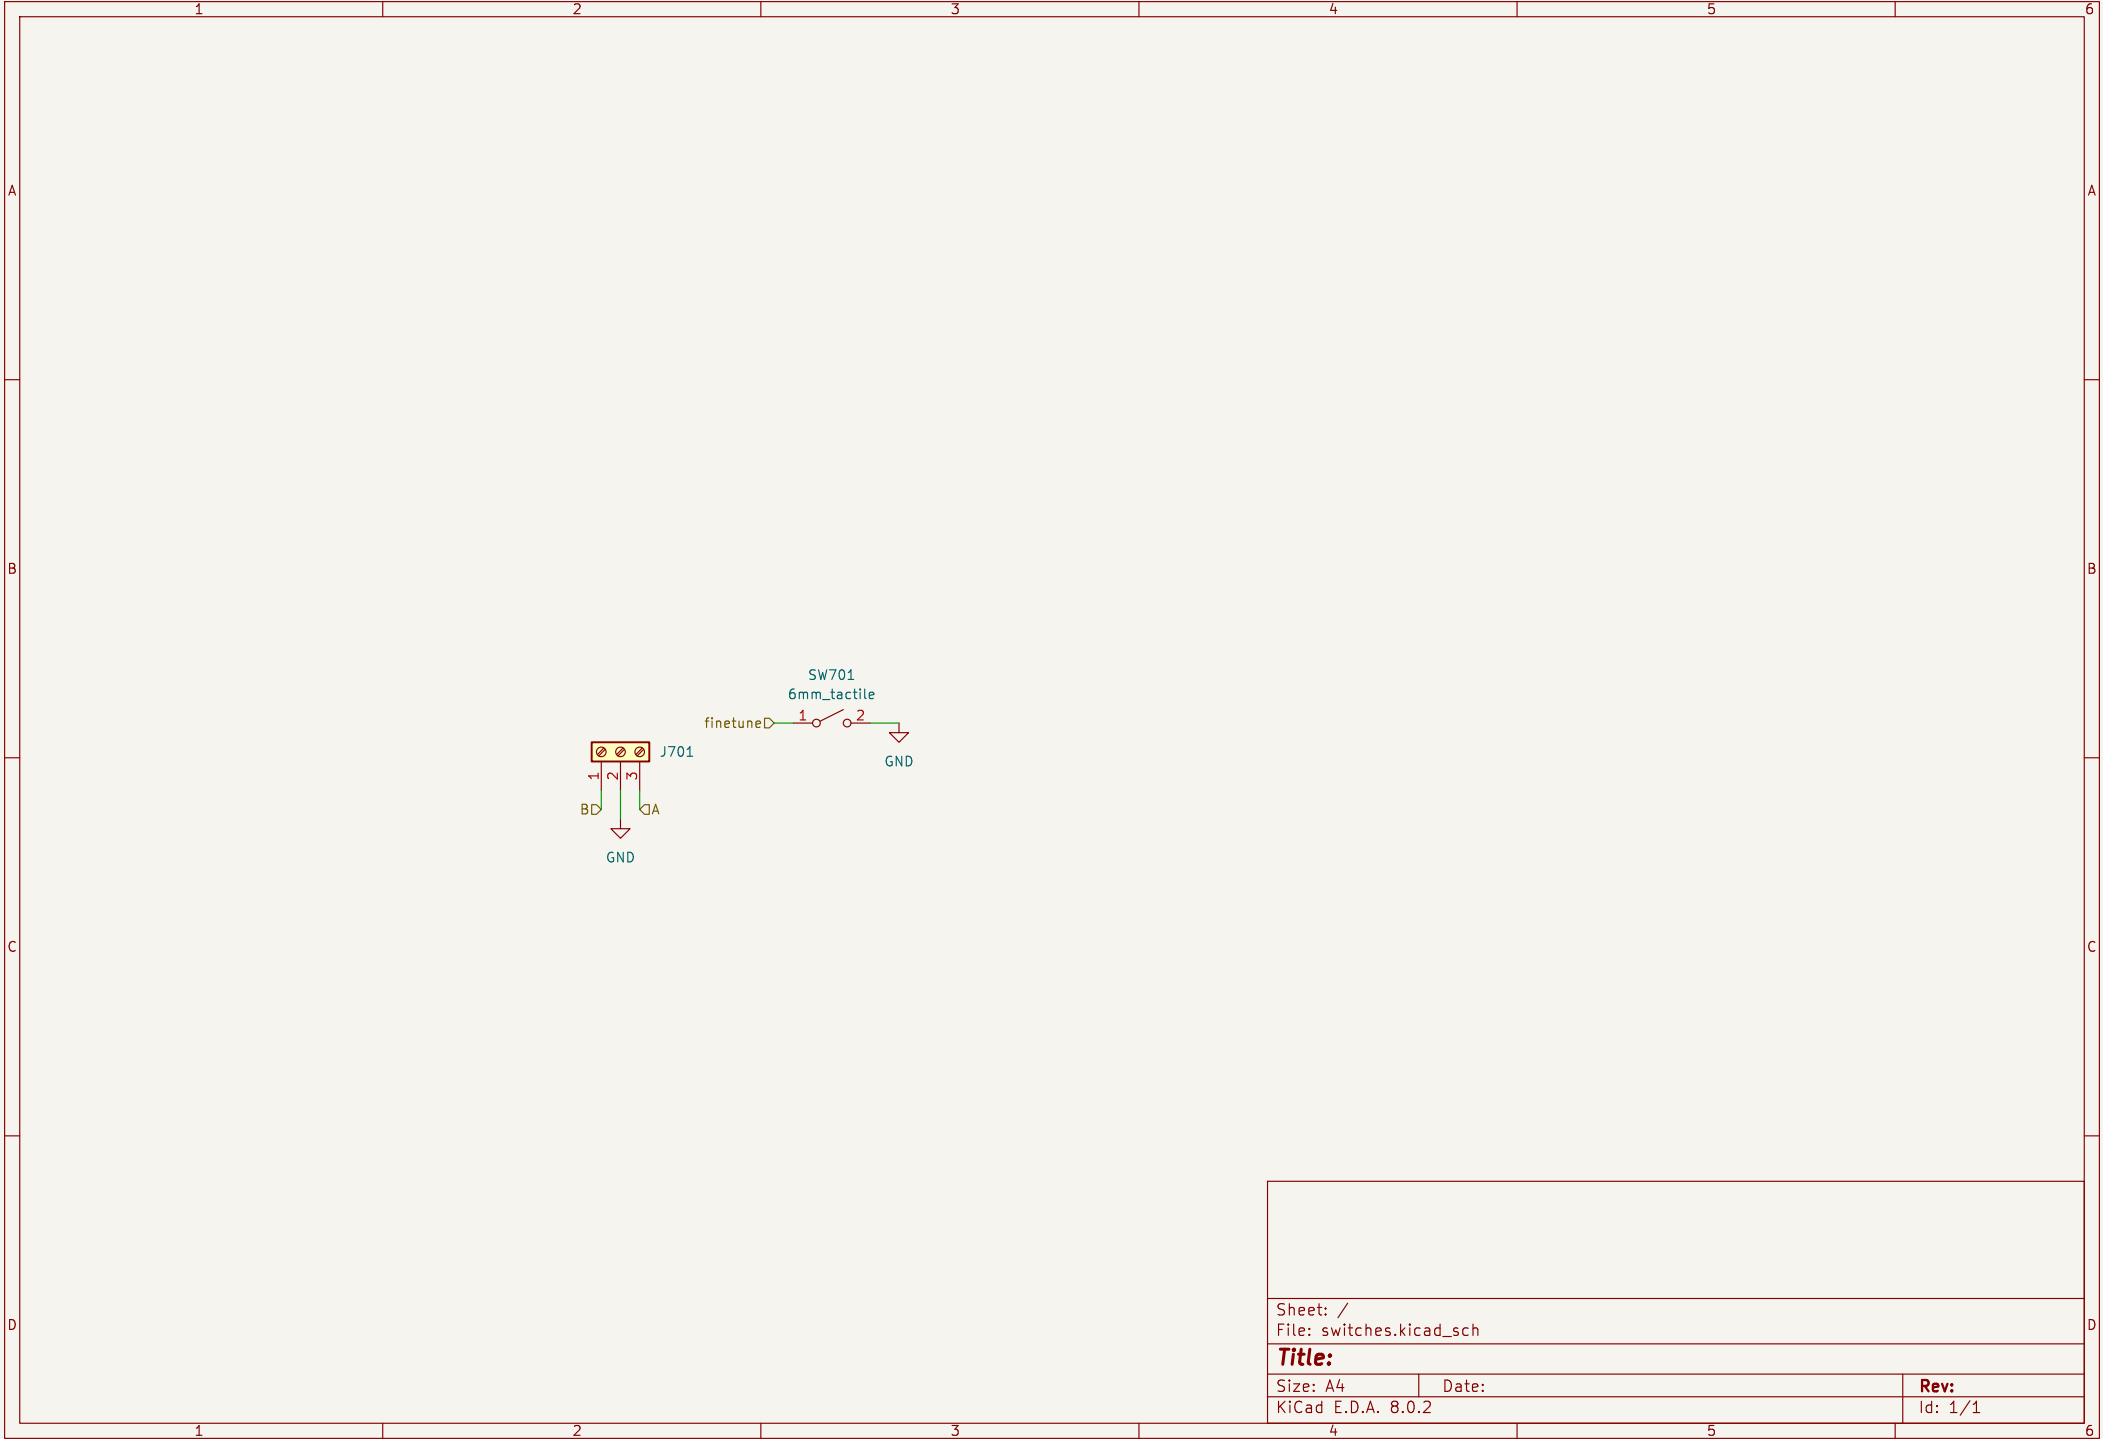 1 2 3 4 5 6
A A
B B
SW701
6mm_tactile
finetune 1 2
GND
J701
1 2 3
B A
GND
C C
Sheet: /
File: switches.kicad_sch
D D
Title:
Size: A4 Date: Rev:
KiCad E.D.A. 8.0.2 Id: 1/1
1 2 3 4 5 6